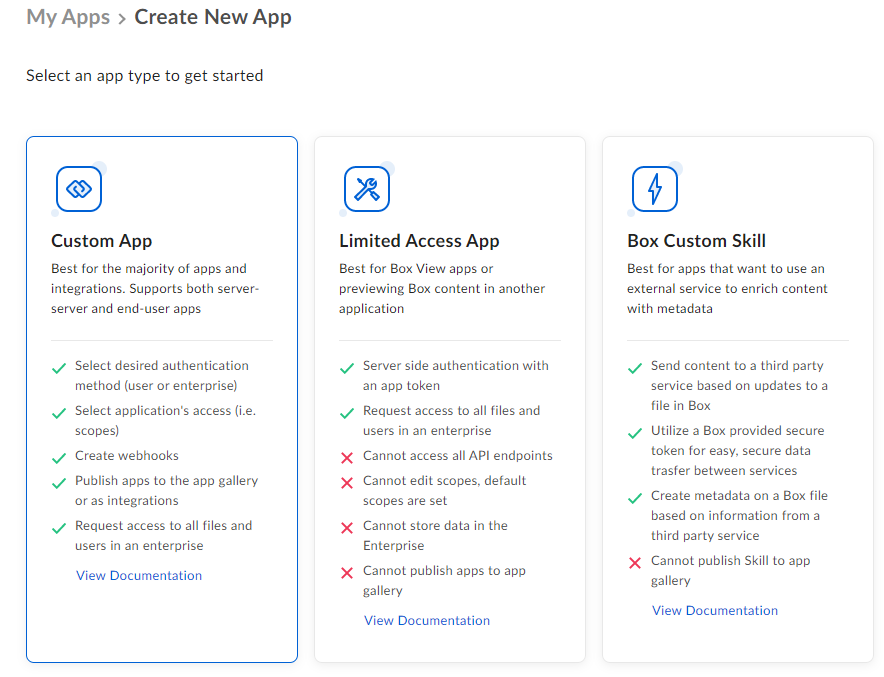 My Apps > Create New App
Select an app type to get started
Custom App
Best for the majority of apps and
integrations. Supports both server-
server and end-user apps
Select desired authentication
method (user or enterprise)
Select application's access (i.e.
scopes)
Create webhooks
Publish apps to the app gallery
or as integrations
Request access to all files and
users in an enterprise
View Documentation
Limited Access App
Best for Box View apps or
previewing Box content in another
application
Server side authentication with
an app token
Request access to all files and
users in an enterprise
Cannot access all API endpoints
Cannot edit scopes, default
scopes are set
Cannot store data in the
Enterprise
Cannot publish apps to app
gallery
View Documentation
Box Custom Skill
Best for apps that want to use an
external service to enrich content
with metadata
Send content to a third party
service based on updates to a
file in Box
Utilize a Box provided secure
token for easy, secure data
trasfer between services
Create metadata on a Box file
based on information from a
third party service
Cannot publish Skill to app
gallery
View Documentation